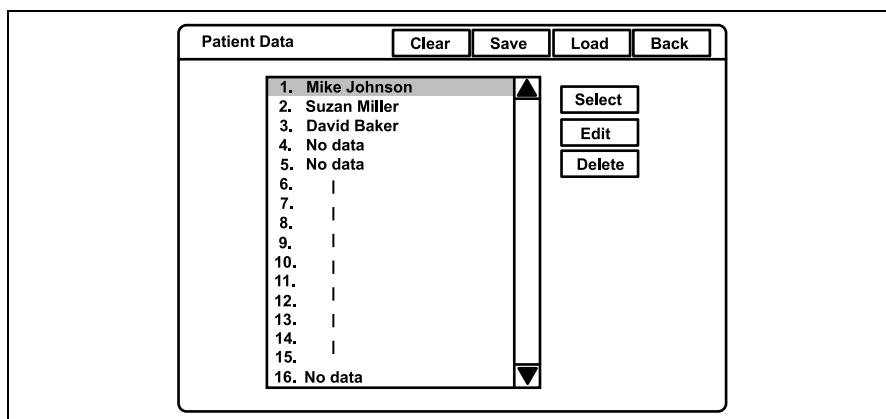 Patient Data Clear Save Load Back
1. Mike Johnson
2. Suzan Miller
3. David Baker
4. No data
5. No data
6.
7.
8.
9.
10.
11.
12.
13.
14.
15.
16. No data
Select
Edit
Delete